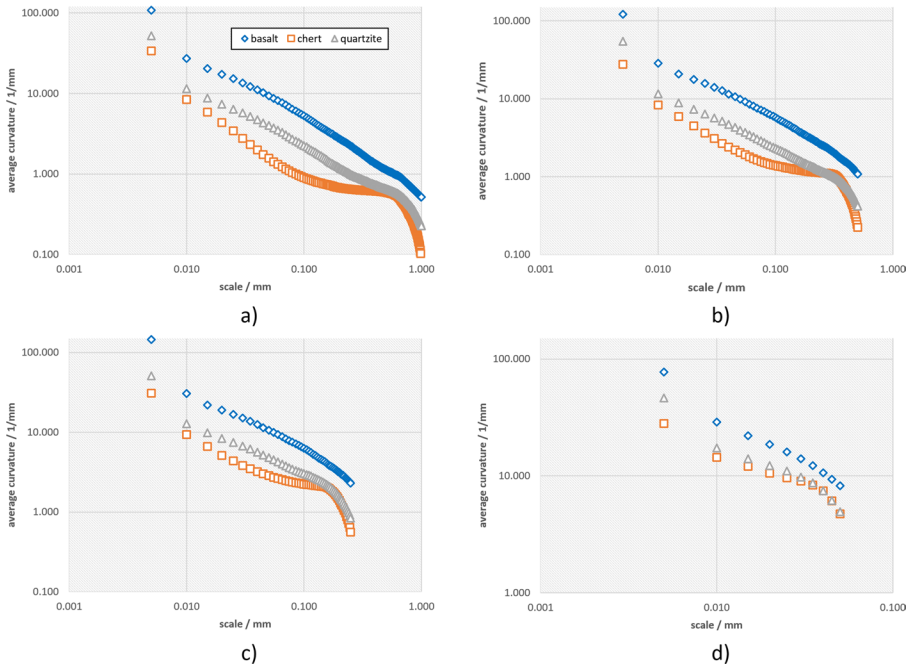 100.000
10.000
1.000
0.100
average curvature / 1/mm
basalt chert quartzite
0.001 0.010 0.100 1.000
scale / mm
a)
100.000
10.000
1.000
0.100
average curvature / 1/mm
0.001 0.010 0.100 1.000
scale / mm
b)
100.000
10.000
1.000
0.100
average curvature / 1/mm
0.001 0.010 0.100 1.000
scale / mm
c)
100.000
10.000
1.000
average curvature / 1/mm
0.001 0.010 0.100
scale / mm
d)